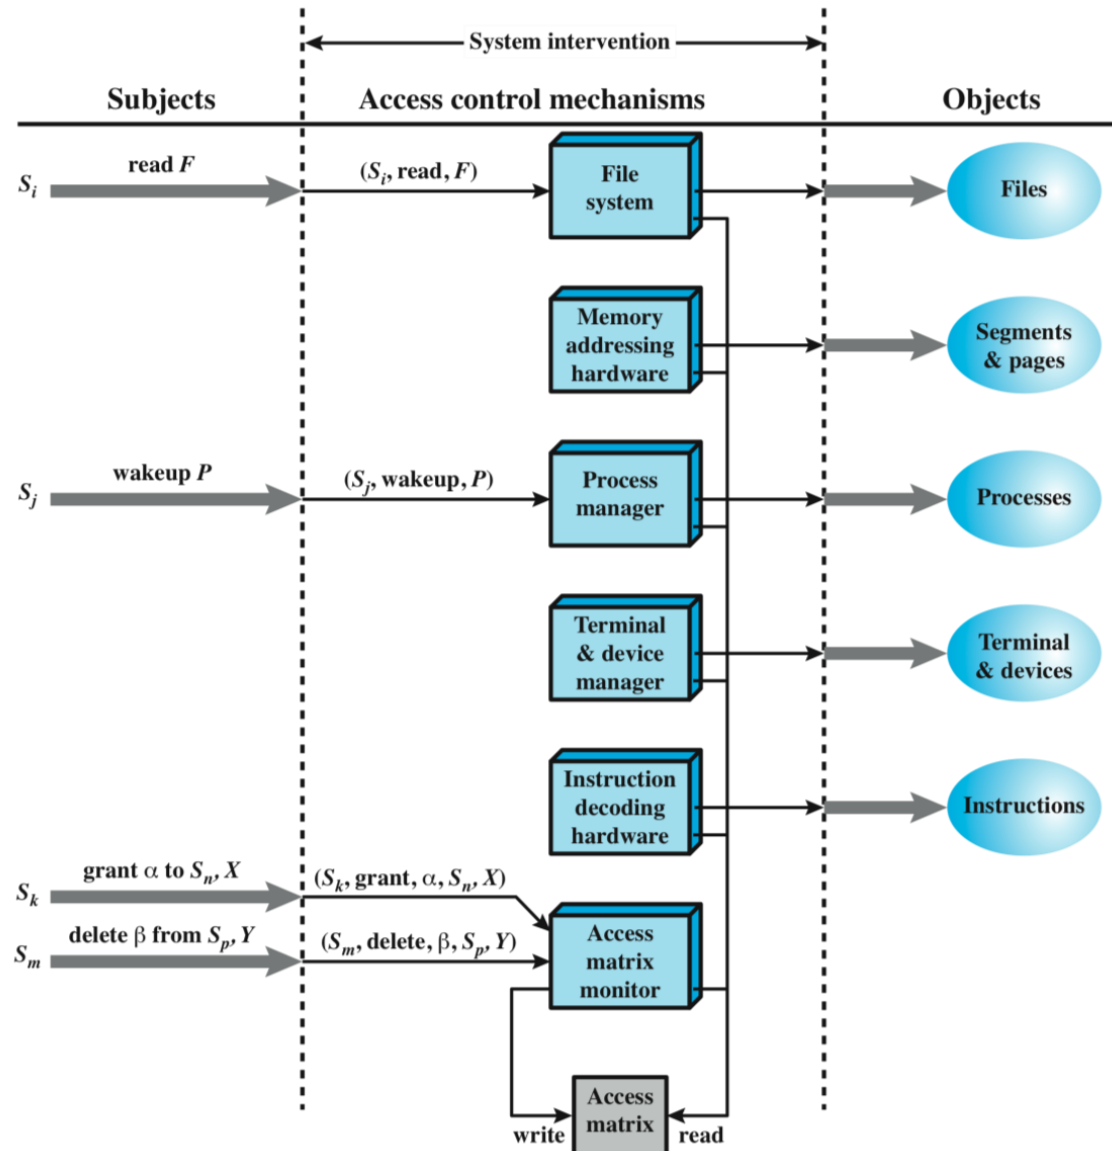 System intervention
Subjects
Access control mechanisms
Objects
Sᵢ
read F
(Sᵢ, read, F)
File
system
Files
Memory
addressing
hardware
Segments
& pages
Sⱼ
wakeup P
(Sⱼ, wakeup, P)
Process
manager
Processes
Terminal
& device
manager
Terminal
& devices
Instruction
decoding
hardware
Instructions
Sₖ
grant α to Sₙ, X
(Sₖ, grant, α, Sₙ, X)
Sₘ
delete β from Sₚ, Y
(Sₘ, delete, β, Sₚ, Y)
Access
matrix
monitor
Access
matrix
write
read